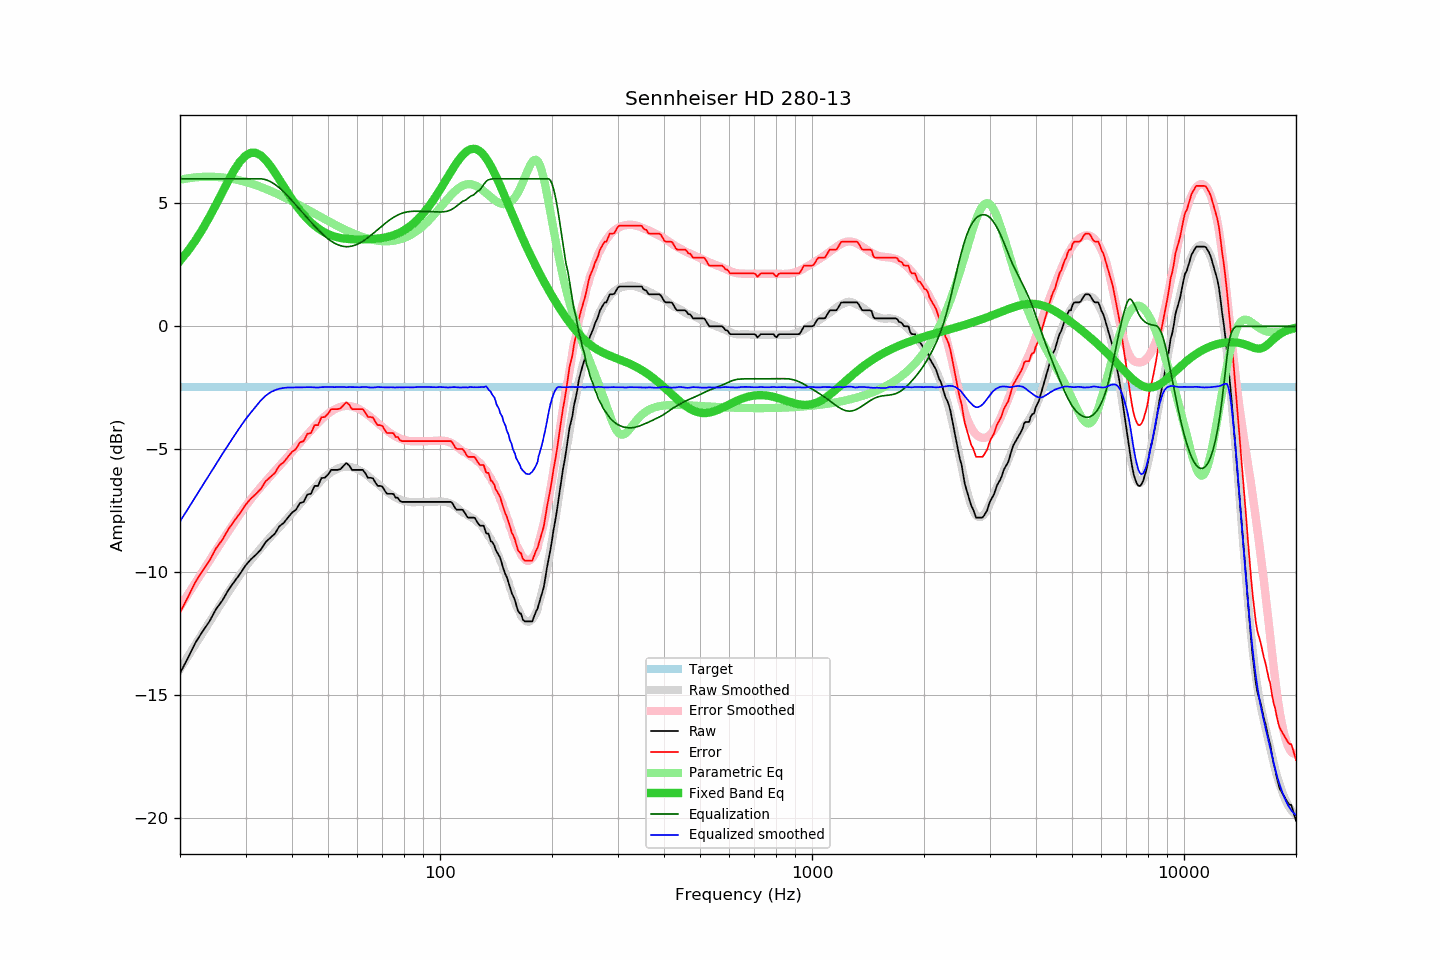 Sennheiser HD 280-13
Amplitude (dBr)
5
0
−5
−10
−15
−20
Target
Raw Smoothed
Error Smoothed
Raw
Error
Parametric Eq
Fixed Band Eq
Equalization
Equalized smoothed
100
1000
10000
Frequency (Hz)